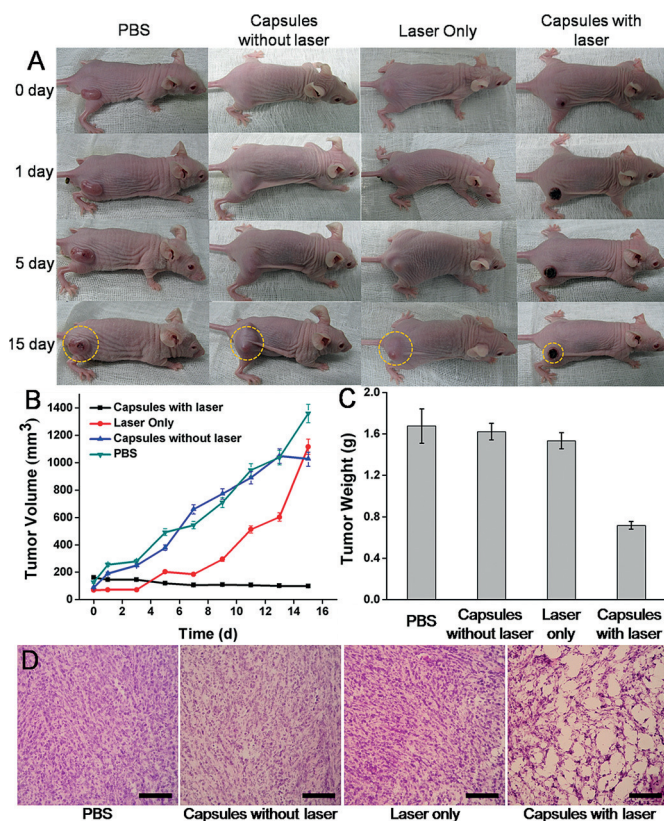 PBS
Capsules
without laser
Laser Only
Capsules with
laser
A
0 day
1 day
5 day
15 day
B
Capsules with laser
Laser Only
Capsules without laser
PBS
Tumor Volume (mm³)
1400
1200
1000
800
600
400
200
0
0 2 4 6 8 10 12 14 16
Time (d)
C
Tumor Weight (g)
2.0
1.6
1.2
0.8
0.4
0.0
PBS
Capsules
without laser
Laser
only
Capsules
with laser
D
PBS
Capsules without laser
Laser only
Capsules with laser